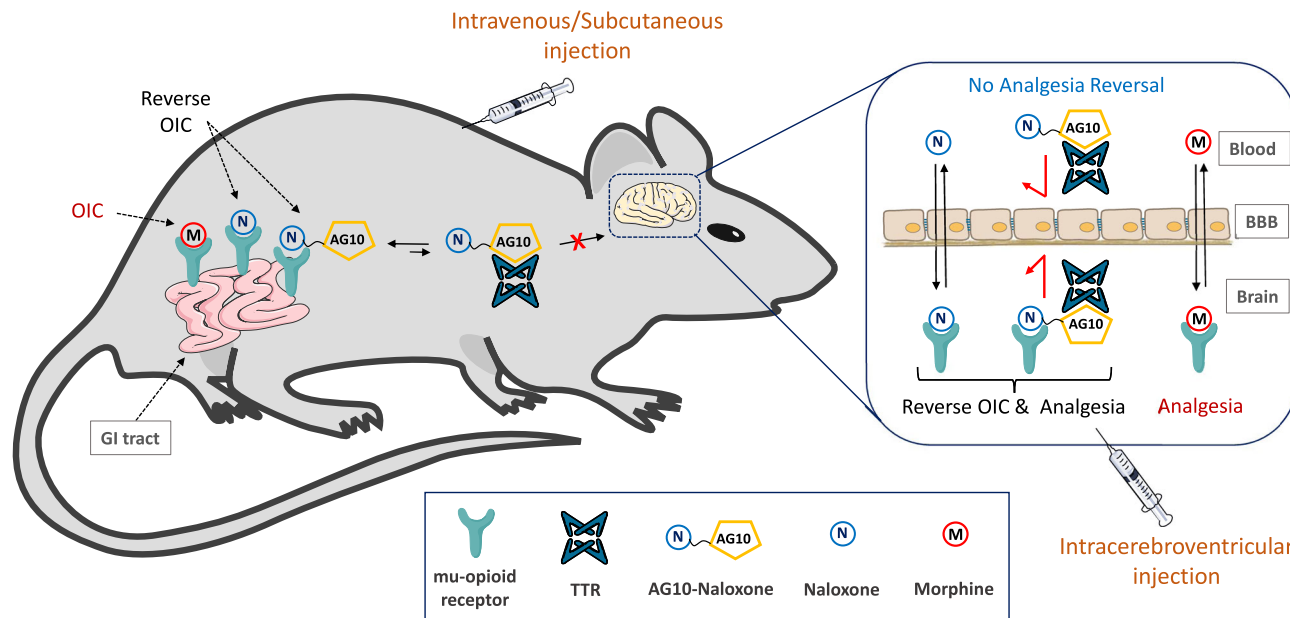 Intravenous/Subcutaneous
injection
Reverse
OIC
OIC
M
N
N
AG10
N
AG10
GI tract
No Analgesia Reversal
N
N
AG10
M
Blood
BBB
Brain
N
N
AG10
M
Reverse OIC & Analgesia
Analgesia
Intracerebroventricular
injection
N
AG10
N
M
mu-opioid
receptor
TTR
AG10-Naloxone
Naloxone
Morphine